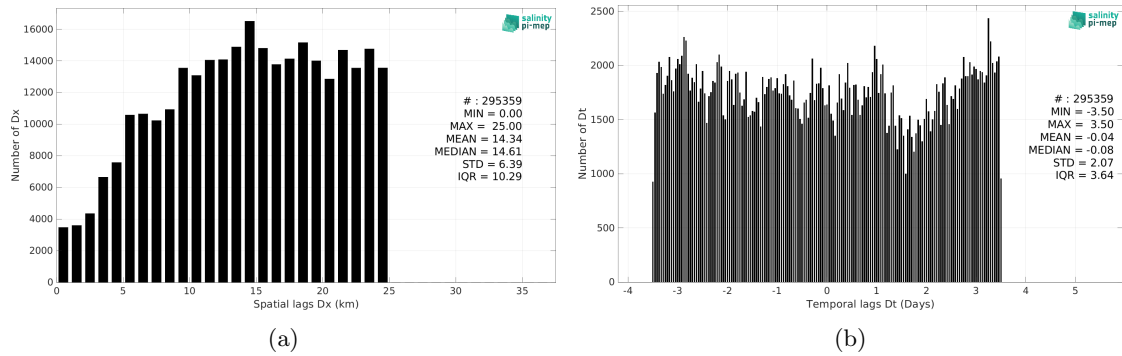 16000
14000
12000
10000
8000
6000
4000
2000
0
Number of Dx
0 5 10 15 20 25 30 35
Spatial lags Dx (km)
salinity
pi-mep
# : 295359
MIN = 0.00
MAX = 25.00
MEAN = 14.34
MEDIAN = 14.61
STD = 6.39
IQR = 10.29
(a)
2500
2000
1500
1000
500
0
Number of Dt
-4 -3 -2 -1 0 1 2 3 4 5
Temporal lags Dt (Days)
salinity
pi-mep
# : 295359
MIN = -3.50
MAX = 3.50
MEAN = -0.04
MEDIAN = -0.08
STD = 2.07
IQR = 3.64
(b)